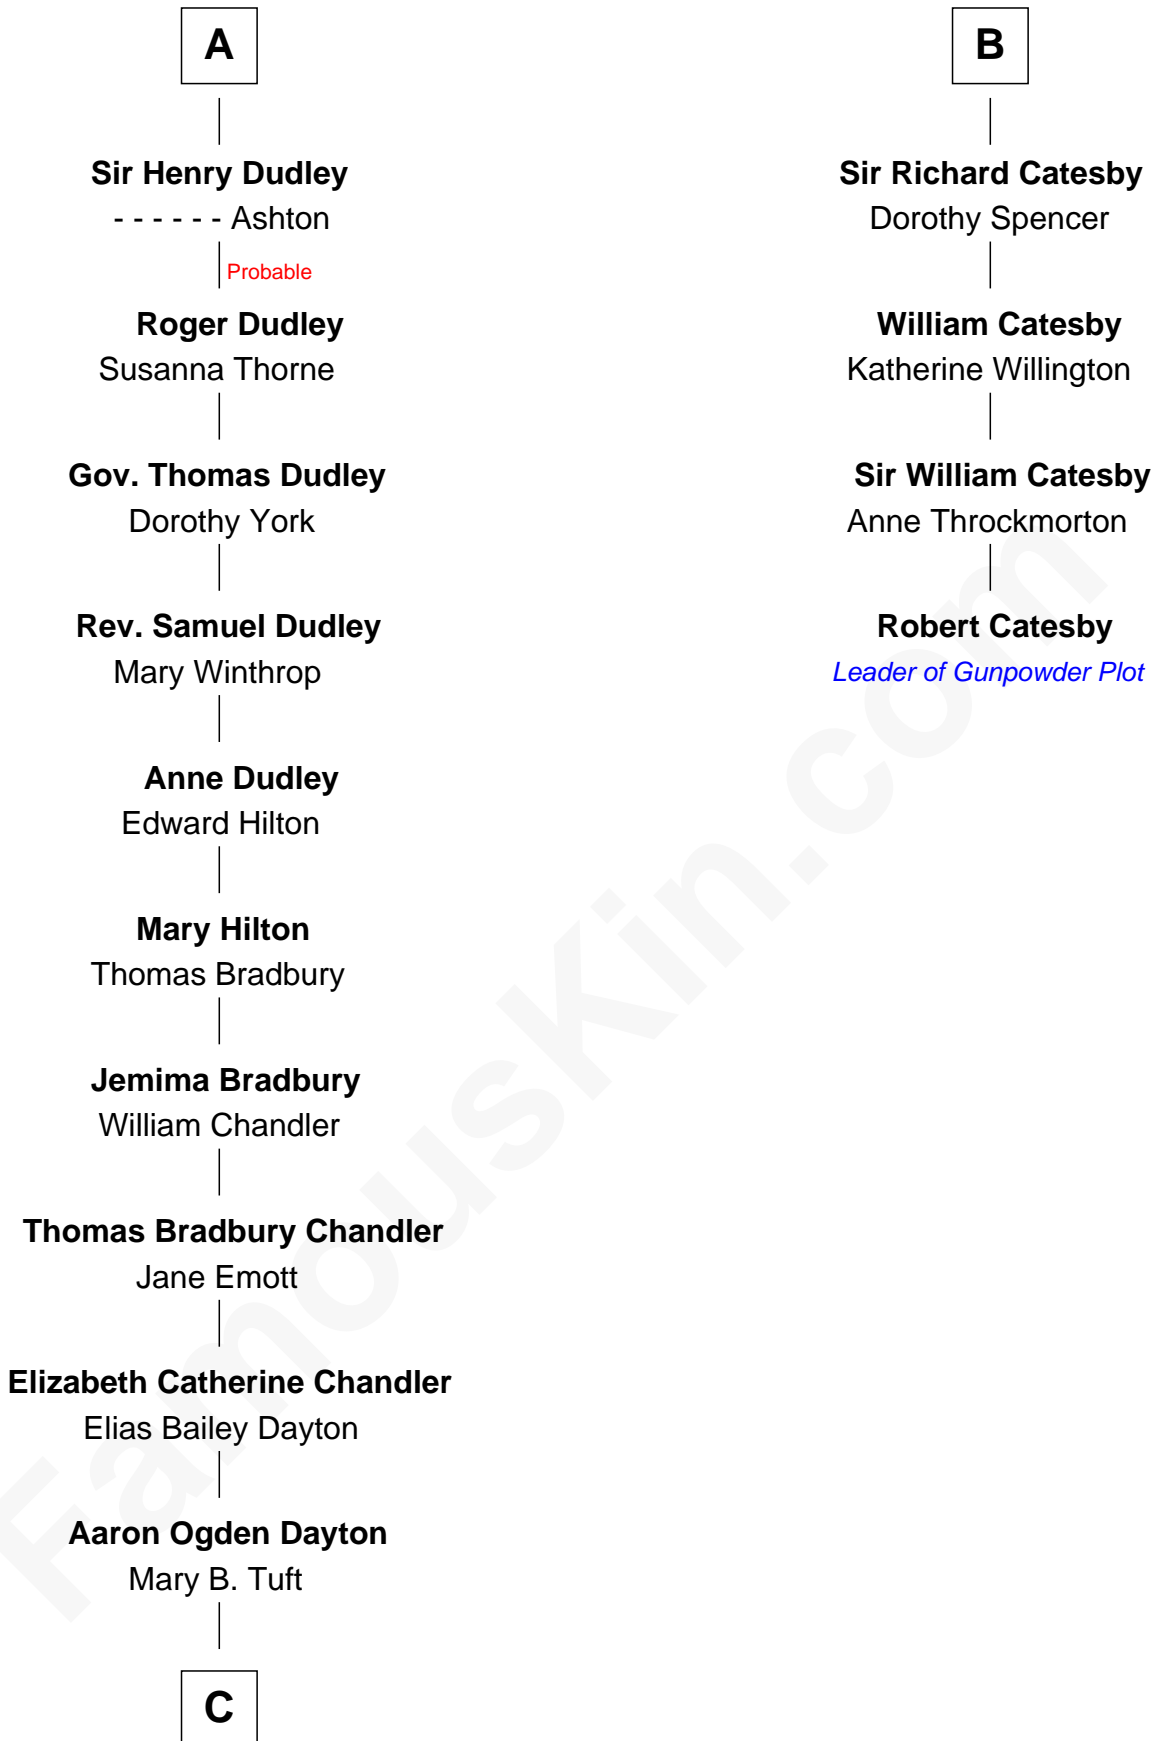 A
Sir Henry Dudley
- - - - - - Ashton
Probable
Roger Dudley
Susanna Thorne
Gov. Thomas Dudley
Dorothy York
Rev. Samuel Dudley
Mary Winthrop
Anne Dudley
Edward Hilton
Mary Hilton
Thomas Bradbury
Jemima Bradbury
William Chandler
Thomas Bradbury Chandler
Jane Emott
Elizabeth Catherine Chandler
Elias Bailey Dayton
Aaron Ogden Dayton
Mary B. Tuft
C
B
Sir Richard Catesby
Dorothy Spencer
William Catesby
Katherine Willington
Sir William Catesby
Anne Throckmorton
Robert Catesby
Leader of Gunpowder Plot
FamousKin.com